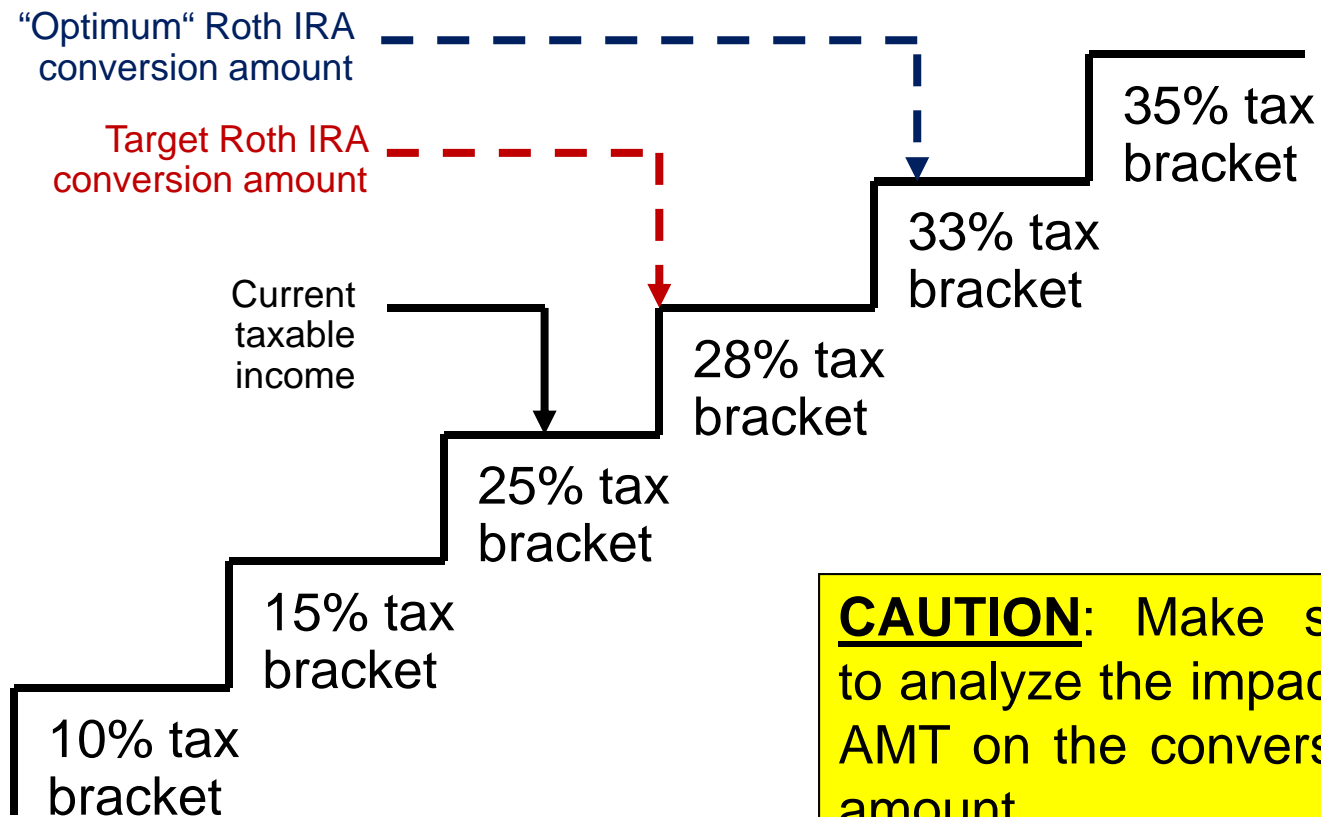 “Optimum“ Roth IRA
conversion amount
Target Roth IRA
conversion amount
Current
taxable
income
35% tax
bracket
33% tax
bracket
28% tax
bracket
25% tax
bracket
15% tax
bracket
10% tax
bracket
CAUTION: Make
to analyze the
AMT on the
amount